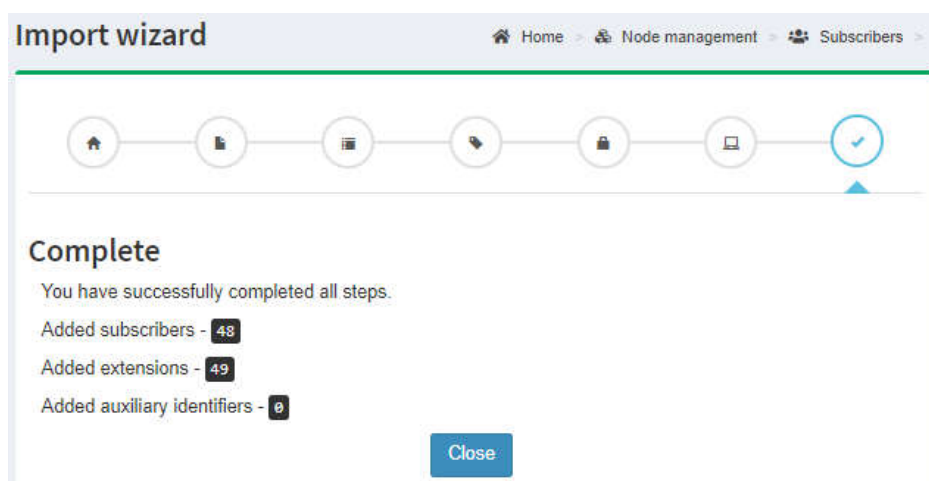 Import wizard
Home > Node management > Subscribers >
Complete
You have successfully completed all steps.
Added subscribers - 48
Added extensions - 49
Added auxiliary identifiers - 0
Close